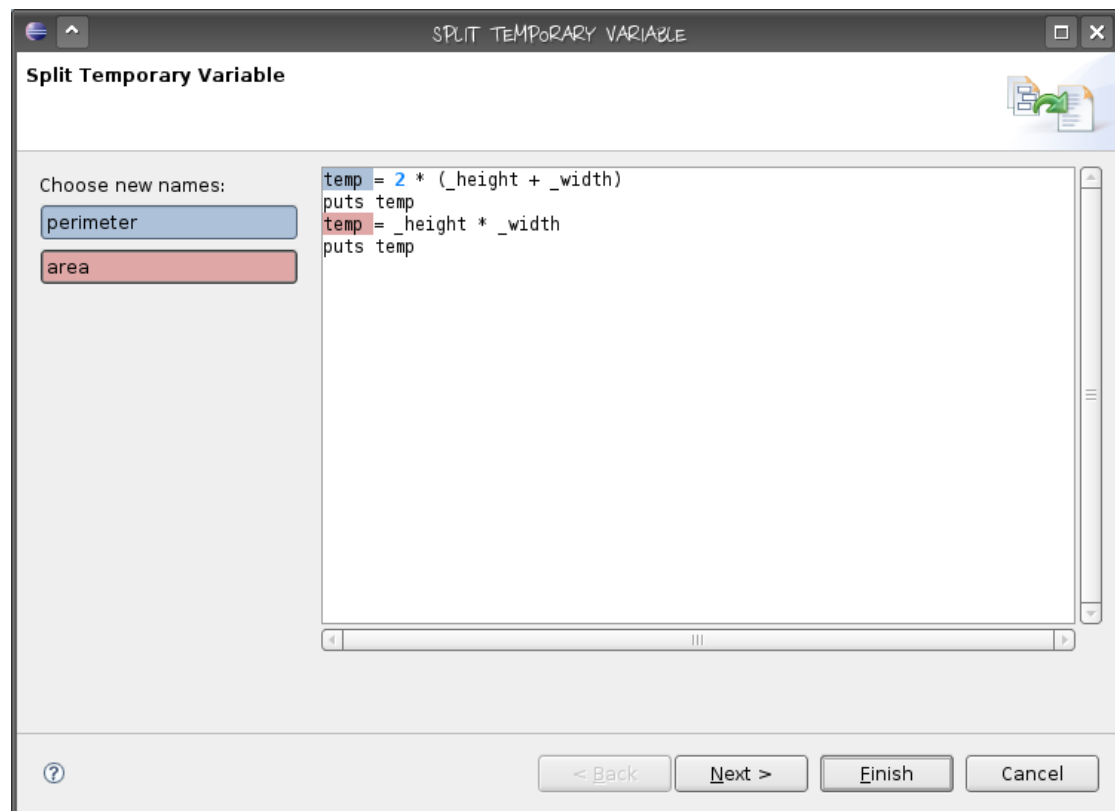 SPLIT TEMPORARY VARIABLE
Split Temporary Variable
Choose new names:
perimeter
area
temp = 2 * (_height + _width)
puts temp
temp = _height * _width
puts temp
< Back
Next >
Finish
Cancel